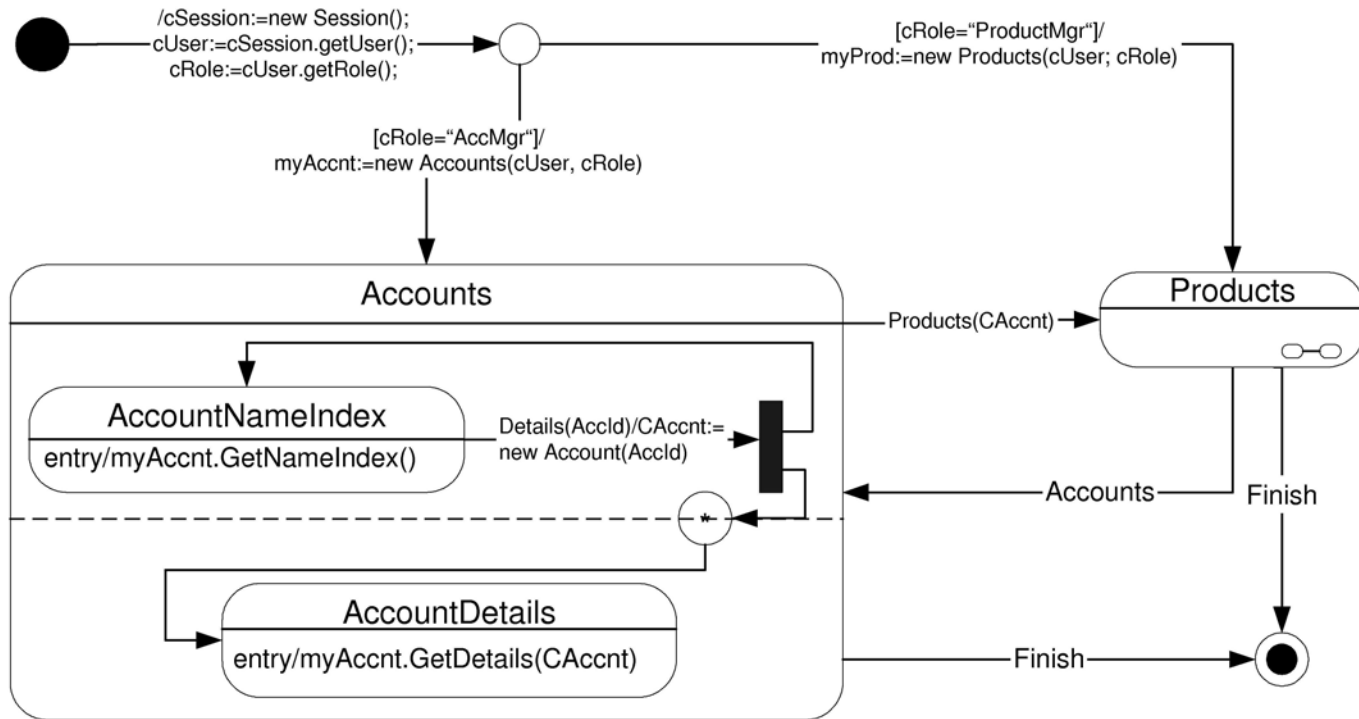 /cSession:=new Session();
cUser:=cSession.getUser();
cRole:=cUser.getRole();
[cRole="ProductMgr"]/
myProd:=new Products(cUser; cRole)
[cRole=“AccMgr“]/
myAccnt:=new Accounts(cUser, cRole)
Accounts
Products
Products(CAccnt)
AccountNameIndex
entry/myAccnt.GetNameIndex()
Details(AccId)/CAccnt:=
new Account(AccId)
Accounts
Finish
*
AccountDetails
entry/myAccnt.GetDetails(CAccnt)
Finish